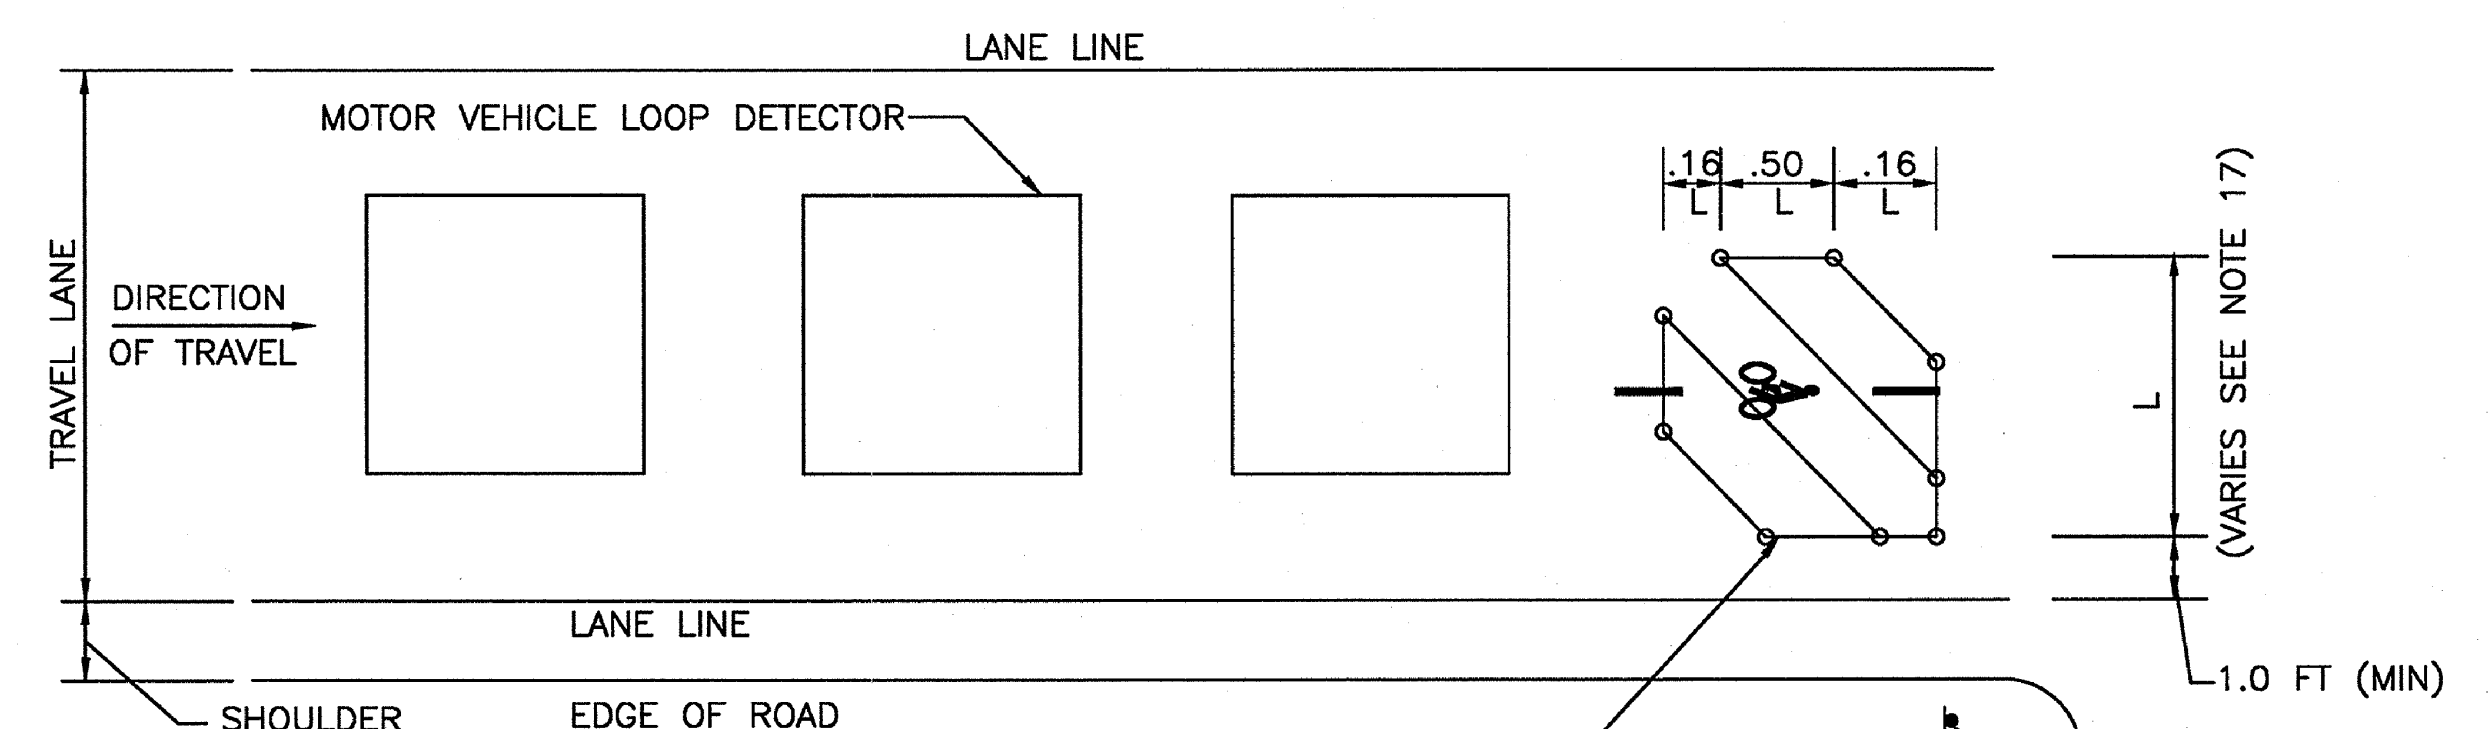 LANE LINE
MOTOR VEHICLE LOOP DETECTOR
.16 .50 .16
L L L
TRAVEL LANE
DIRECTION
OF TRAVEL
L
(VARIES SEE NOTE 17)
LANE LINE
1.0 FT (MIN)
SHOULDER
EDGE OF ROAD